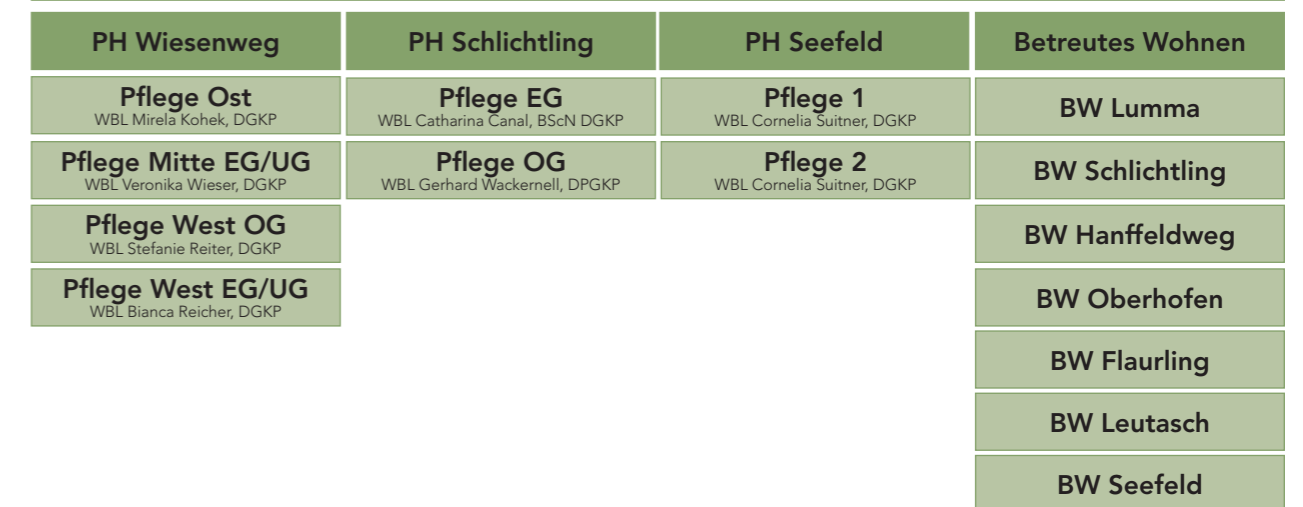 PH Wiesenweg
PH Schlichtling
PH Seefeld
Betreutes Wohnen
Pflege Ost
WBL Mirela Kohek, DGKP
Pflege EG
WBL Catharina Canal, BScN DGKP
Pflege 1
WBL Cornelia Suitner, DGKP
BW Lumma
Pflege Mitte EG/UG
WBL Veronika Wieser, DGKP
Pflege OG
WBL Gerhard Wackernell, DPGKP
Pflege 2
WBL Cornelia Suitner, DGKP
BW Schlichtling
Pflege West OG
WBL Stefanie Reiter, DGKP
BW Hanffeldweg
Pflege West EG/UG
WBL Bianca Reicher, DGKP
BW Oberhofen
BW Flaurling
BW Leutasch
BW Seefeld